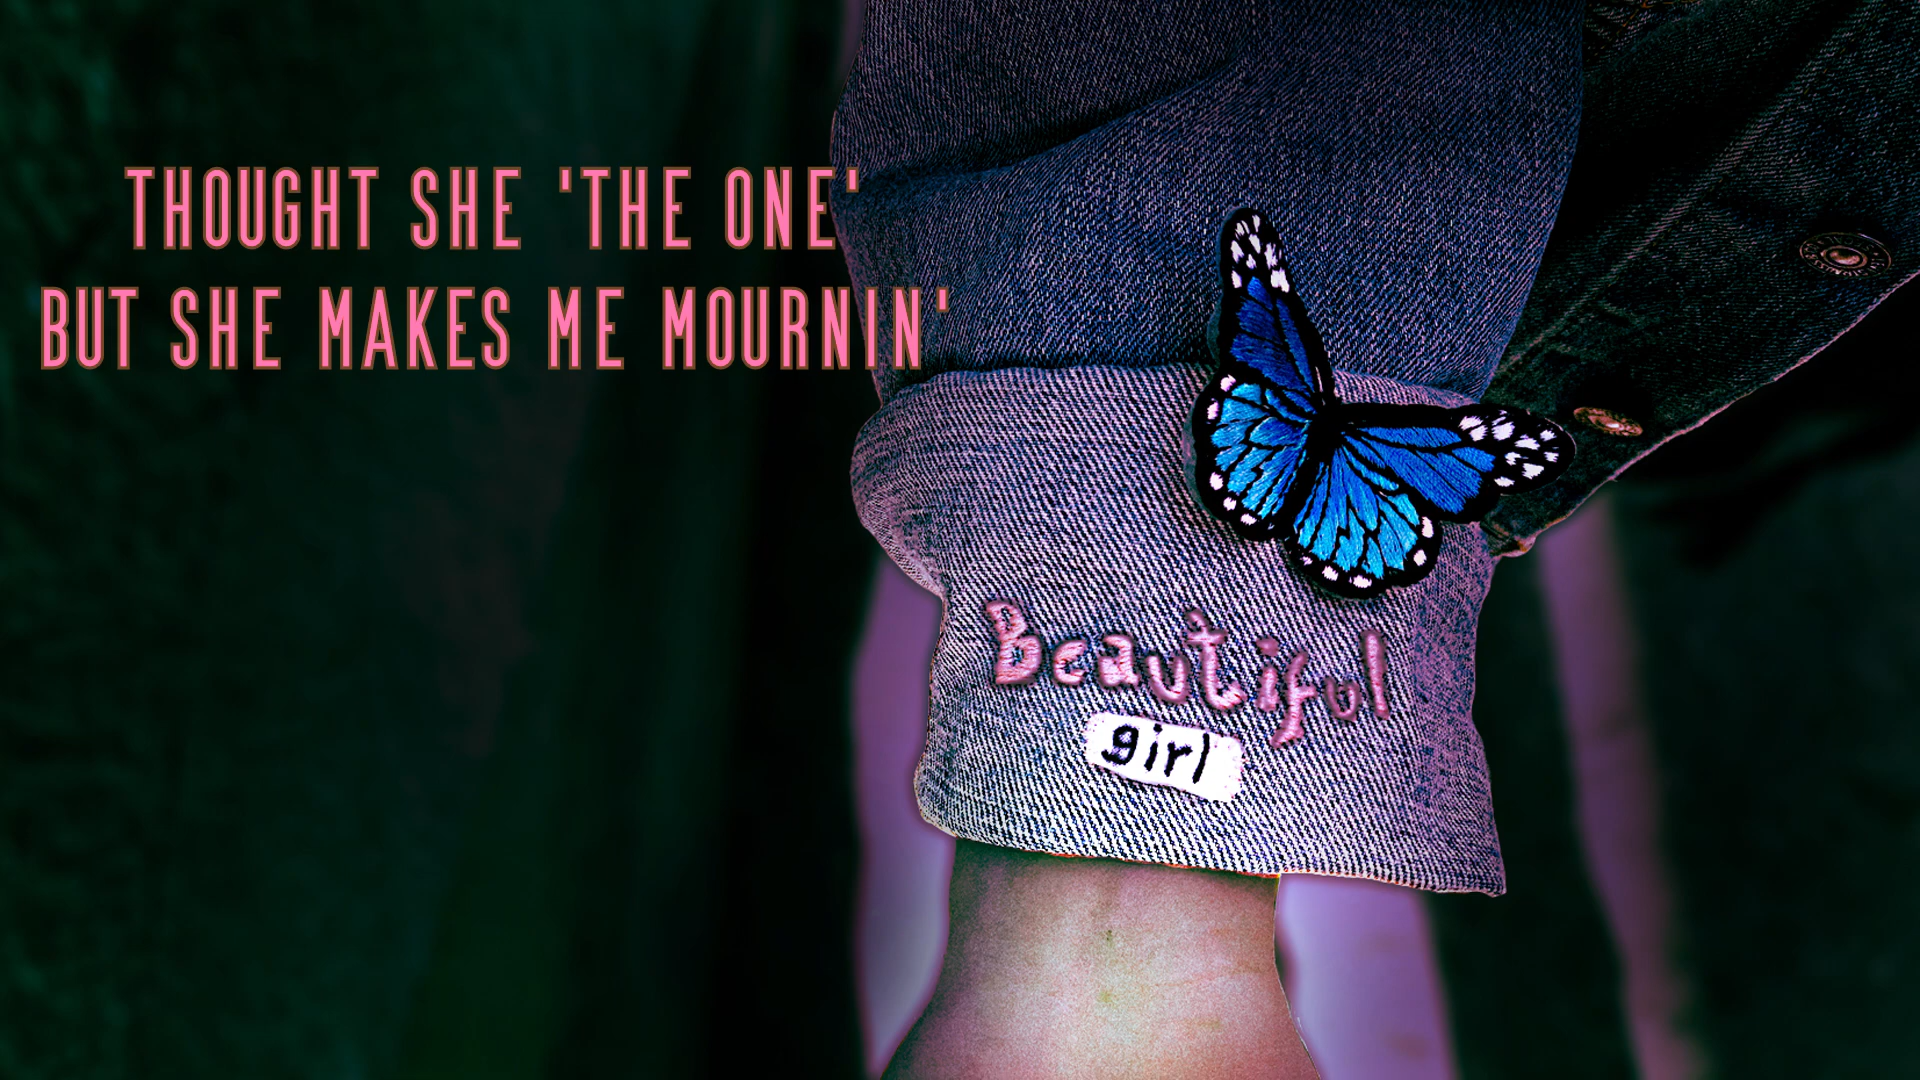 THOUGHT SHE 'THE ONE'
BUT SHE MAKES ME MOURNIN'
Beautiful
girl